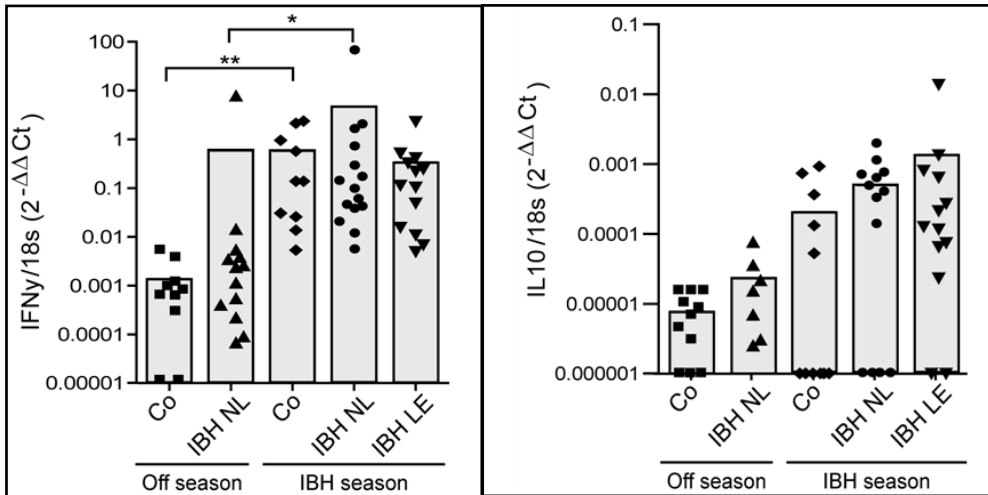 IFNy/18s (2^-ΔΔCt)
100
10
1
0.1
0.01
0.001
0.0001
0.00001
*
**
Co
IBH NL
Co
IBH NL
IBH LE
Off season
IBH season
IL10/18s (2^-ΔΔCt)
0.1
0.01
0.001
0.0001
0.00001
0.000001
Co
IBH NL
Co
IBH NL
IBH LE
Off season
IBH season